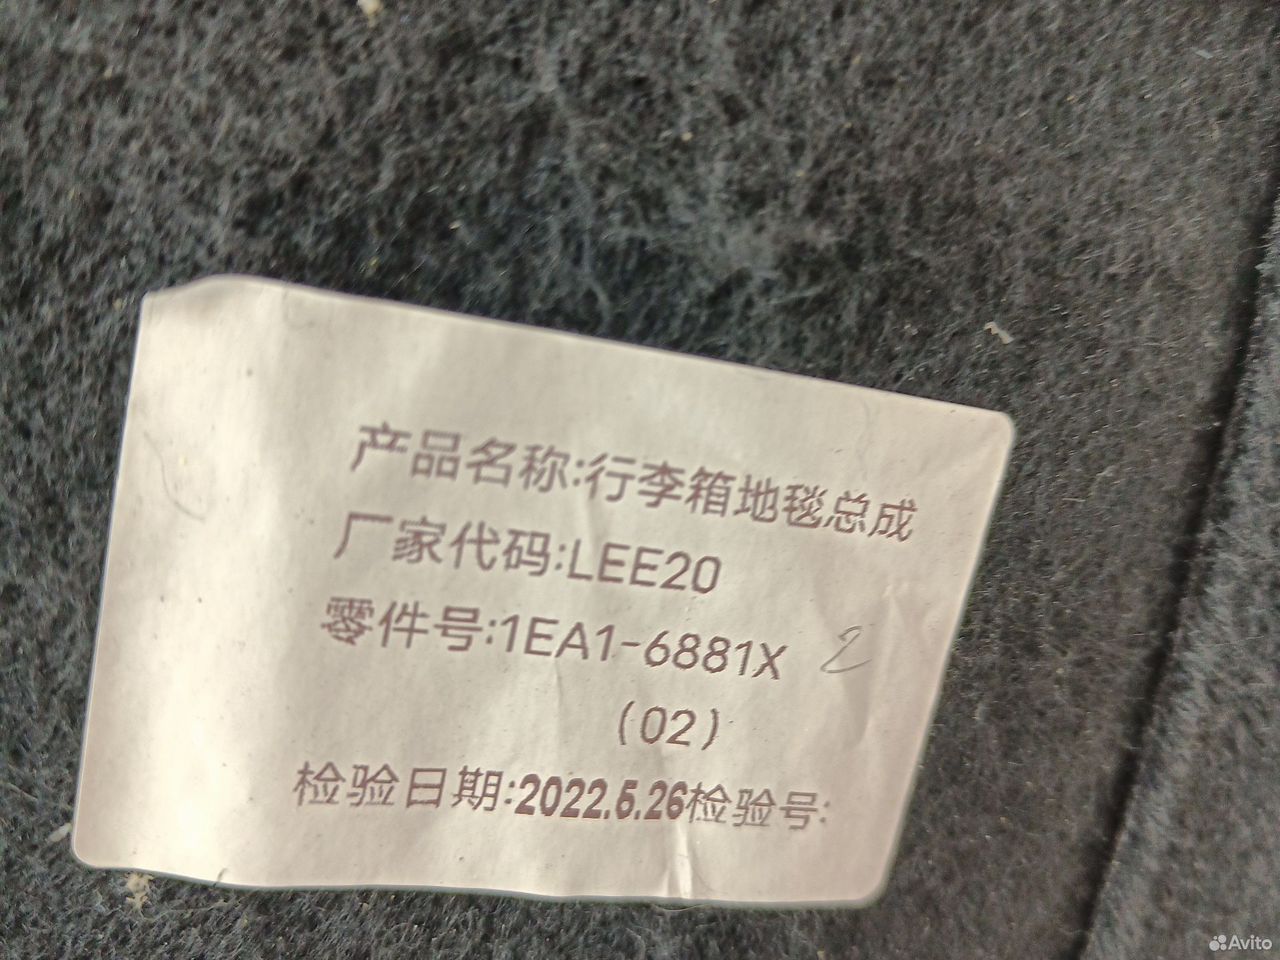 产品名称:行李箱地毯总成
厂家代码:LEE20
零件号:1EA1-6881X 2
(02)
检验日期:2022.5.26检验号:
Avito